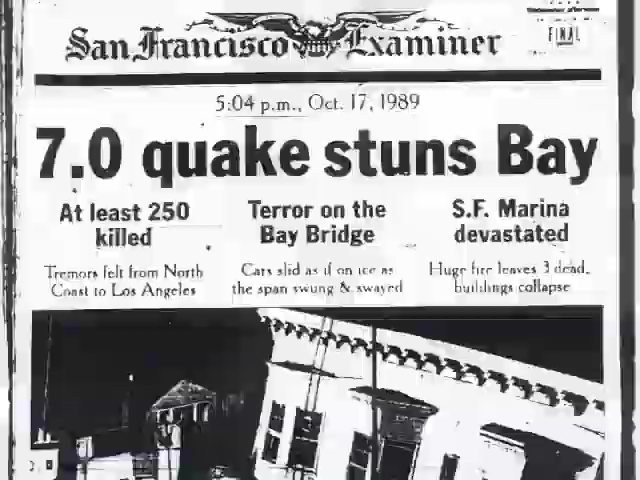 San Francisco Examiner
FINAL
5:04 p.m., Oct. 17, 1989
7.0 quake stuns Bay
At least 250
killed
Terror on the
Bay Bridge
S.F. Marina
devastated
Tremors felt from North
Coast to Los Angeles
Cars slid as if on ice as
the span swung & swayed
Huge fire leaves 3 dead,
buildings collapse